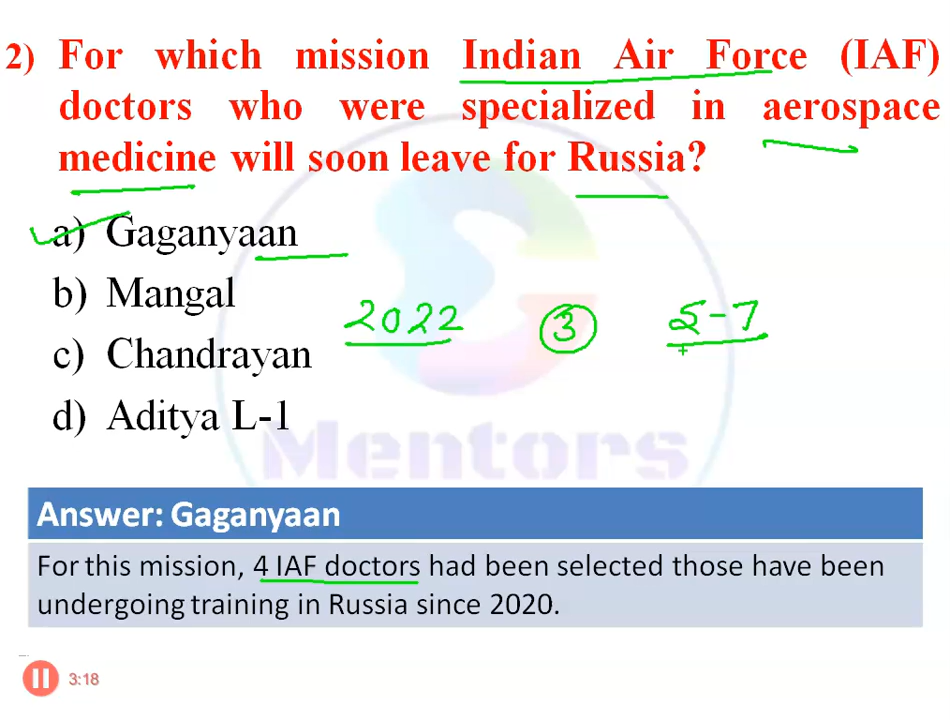 2) For which mission Indian Air Force (IAF)
doctors who were specialized in aerospace
medicine will soon leave for Russia?
a) Gaganyaan
b) Mangal
2022 3 5-7
c) Chandrayan
d) Aditya L-1
Mentors
Answer: Gaganyaan
For this mission, 4 IAF doctors had been selected those have been
undergoing training in Russia since 2020.
3:18